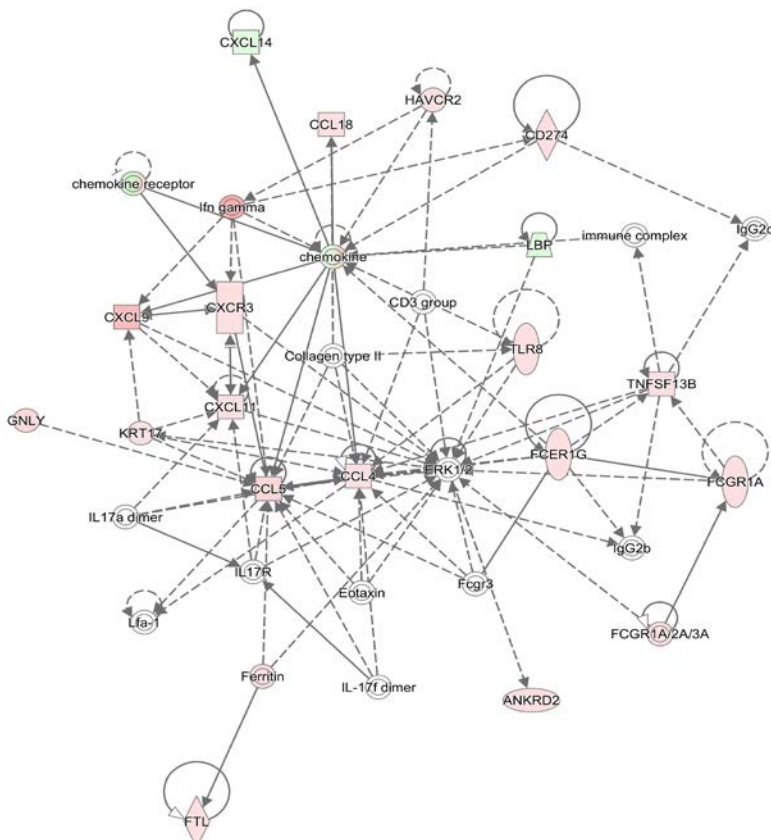 CXCL14
HAVCR2
CCL18
CD274
chemokine receptor
Ifn gamma
IgG2c
immune complex
LBP
chemokine
CD3 group
CXCR3
CXCL9
TLR8
Collagen type II
TNFSF13B
CXCL11
GNLY
KRT17
FCER1G
ERK1/2
CCL4
CCL5
FCGR1A
IL17a dimer
IgG2b
IL17R
Fcgr3
Eotaxin
Lfa-1
FCGR1A/2A/3A
Ferritin
IL-17f dimer
ANKRD2
FTL